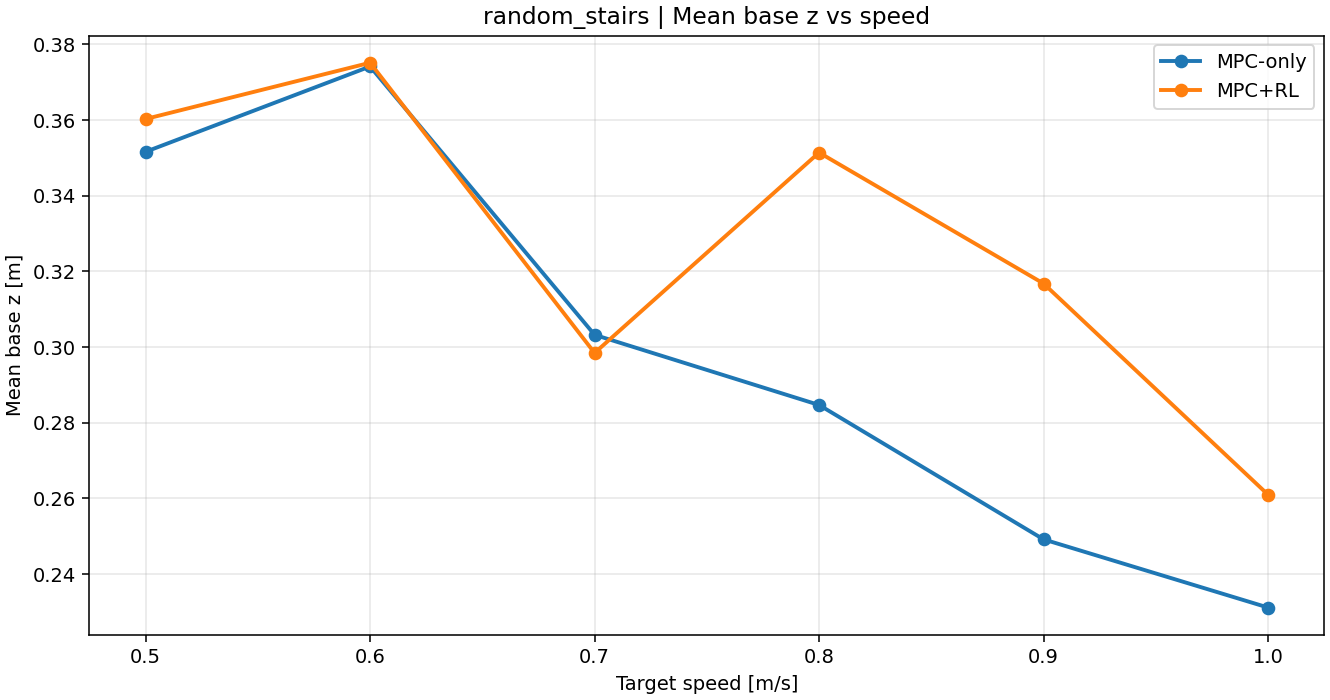 random_stairs | Mean base z vs speed
MPC-only
MPC+RL
Mean base z [m]
0.38
0.36
0.34
0.32
0.30
0.28
0.26
0.24
0.5 0.6 0.7 0.8 0.9 1.0
Target speed [m/s]